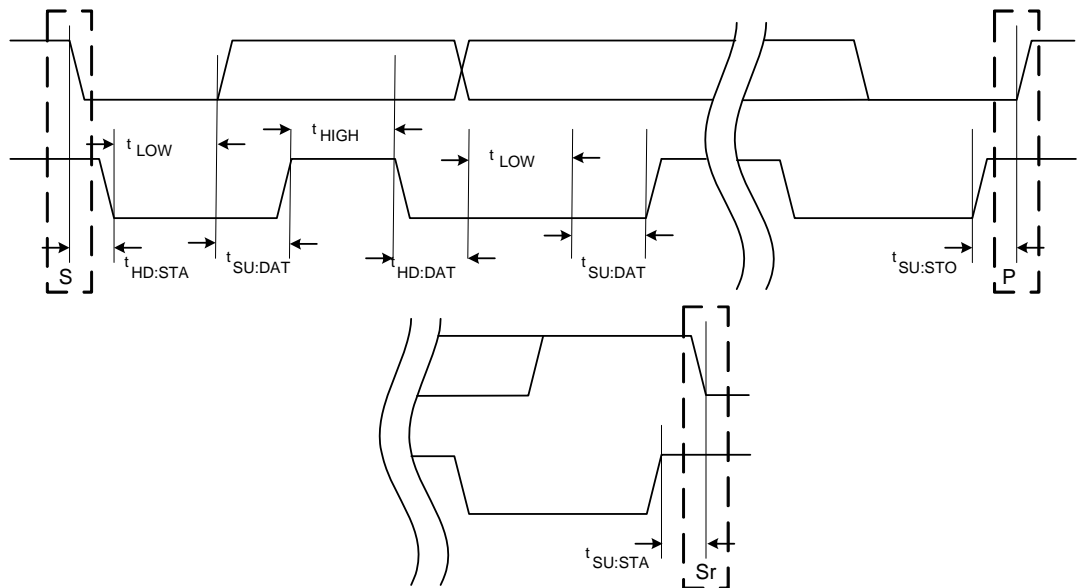 t LOW
t HIGH
t LOW
S
t HD:STA
t SU:DAT
t HD:DAT
t SU:DAT
t SU:STO
P
t SU:STA
Sr